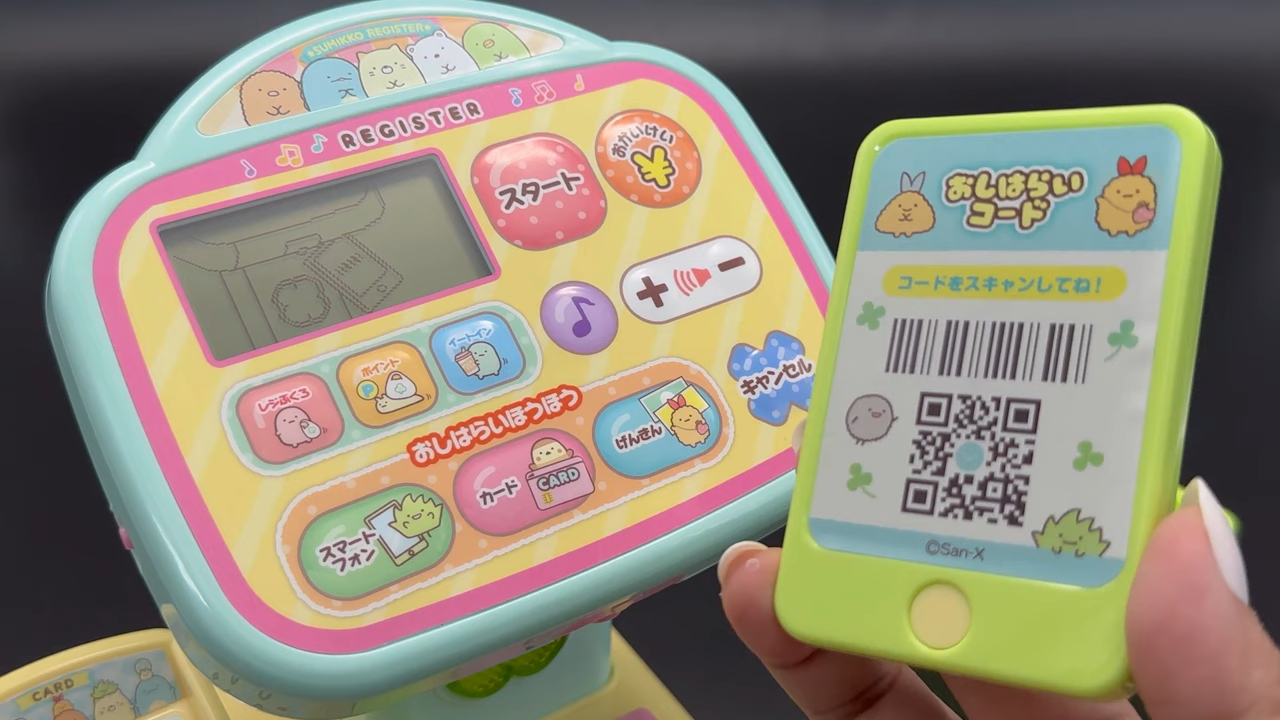 SUMIKKO REGISTER
REGISTER
スタート
おかいけい
¥
+
-
レジぶくろ
ポイント
P
イートイン
おしはらいほうほう
キャンセル
スマート
フォン
カード
CARD
げんきん
CARD
おしはらい
コード
コードをスキャンしてね!
©San-X